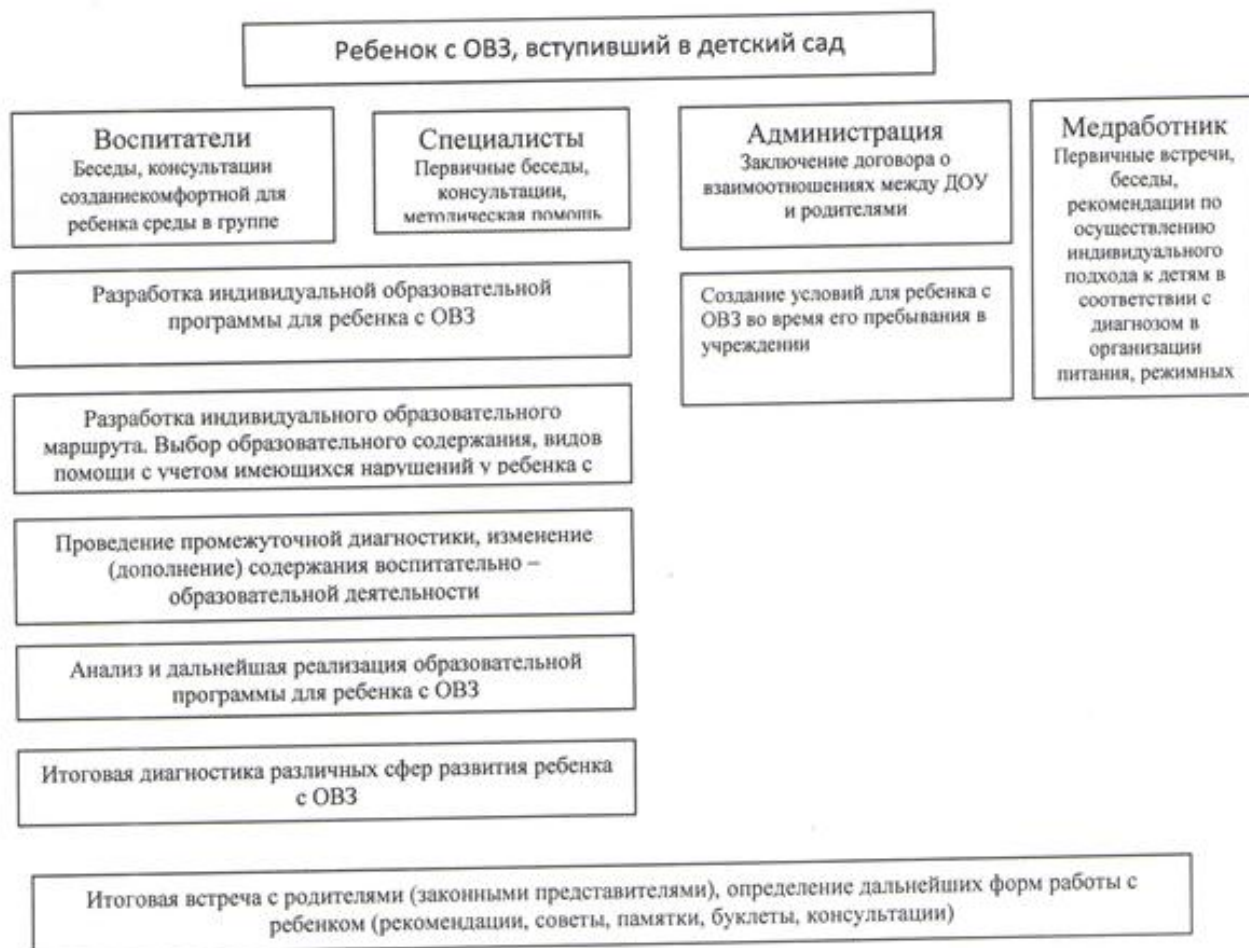 Ребенок с ОВЗ, вступивший в детский сад
Воспитатели
Беседы, консультации
созданиекомфортной для
ребенка среды в группе
Специалисты
Первичные беседы,
консультации,
методическая помощь
Администрация
Заключение договора о
взаимоотношениях между ДОУ
и родителями
Медработник
Первичные встречи,
беседы,
рекомендации по
осуществлению
индивидуального
подхода к детям в
соответствии с
диагнозом в
организации
питания, режимных
Разработка индивидуальной образовательной
программы для ребенка с ОВЗ
Создание условий для ребенка с
ОВЗ во время его пребывания в
учреждении
Разработка индивидуального образовательного
маршрута. Выбор образовательного содержания, видов
помощи с учетом имеющихся нарушений у ребенка с
Проведение промежуточной диагностики, изменение
(дополнение) содержания воспитательно –
образовательной деятельности
Анализ и дальнейшая реализация образовательной
программы для ребенка с ОВЗ
Итоговая диагностика различных сфер развития ребенка
с ОВЗ
Итоговая встреча с родителями (законными представителями), определение дальнейших форм работы с
ребенком (рекомендации, советы, памятки, буклеты, консультации)